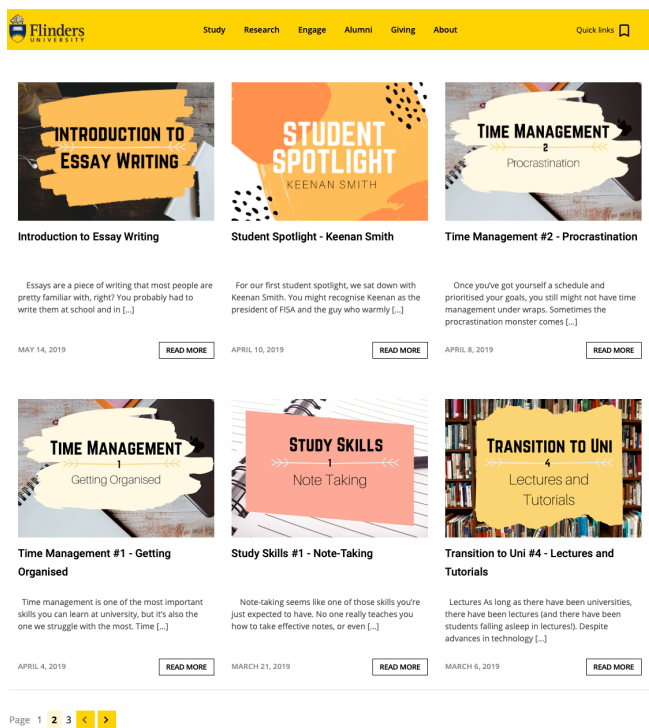 Flinders
UNIVERSITY
Study Research Engage Alumni Giving About
Quick links
INTRODUCTION TO
ESSAY WRITING
STUDENT
SPOTLIGHT
KEENAN SMITH
TIME MANAGEMENT
2
Procrastination
Introduction to Essay Writing
Student Spotlight - Keenan Smith
Time Management #2 - Procrastination
Essays are a piece of writing that most people are
pretty familiar with, right? You probably had to
write them at school and in [...]
For our first student spotlight, we sat down with
Keenan Smith. You might recognise Keenan as the
president of FISA and the guy who warmly [...]
Once you've got yourself a schedule and
prioritised your goals, you still might not have time
management under wraps. Sometimes the
procrastination monster comes [...]
MAY 14, 2019
READ MORE
APRIL 10, 2019
READ MORE
APRIL 8, 2019
READ MORE
TIME MANAGEMENT
1
Getting Organised
STUDY SKILLS
1
Note Taking
TRANSITION TO UNI
4
Lectures and
Tutorials
Time Management #1 - Getting
Organised
Study Skills #1 - Note-Taking
Transition to Uni #4 - Lectures and
Tutorials
Time management is one of the most important
skills you can learn at university, but it's also the
one we struggle with the most. Time [...]
Note-taking seems like one of those skills you're
just expected to have. No one really teaches you
how to take effective notes, or even [...]
Lectures As long as there have been universities,
there have been lectures (and there have been
students falling asleep in lectures!). Despite
advances in technology [...]
APRIL 4, 2019
READ MORE
MARCH 21, 2019
READ MORE
MARCH 6, 2019
READ MORE
Page 1 2 3 < >